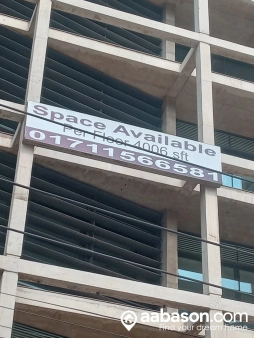 Space Available
Per Floor 4006 sft
01711566581
aabason.com
Find your dream home